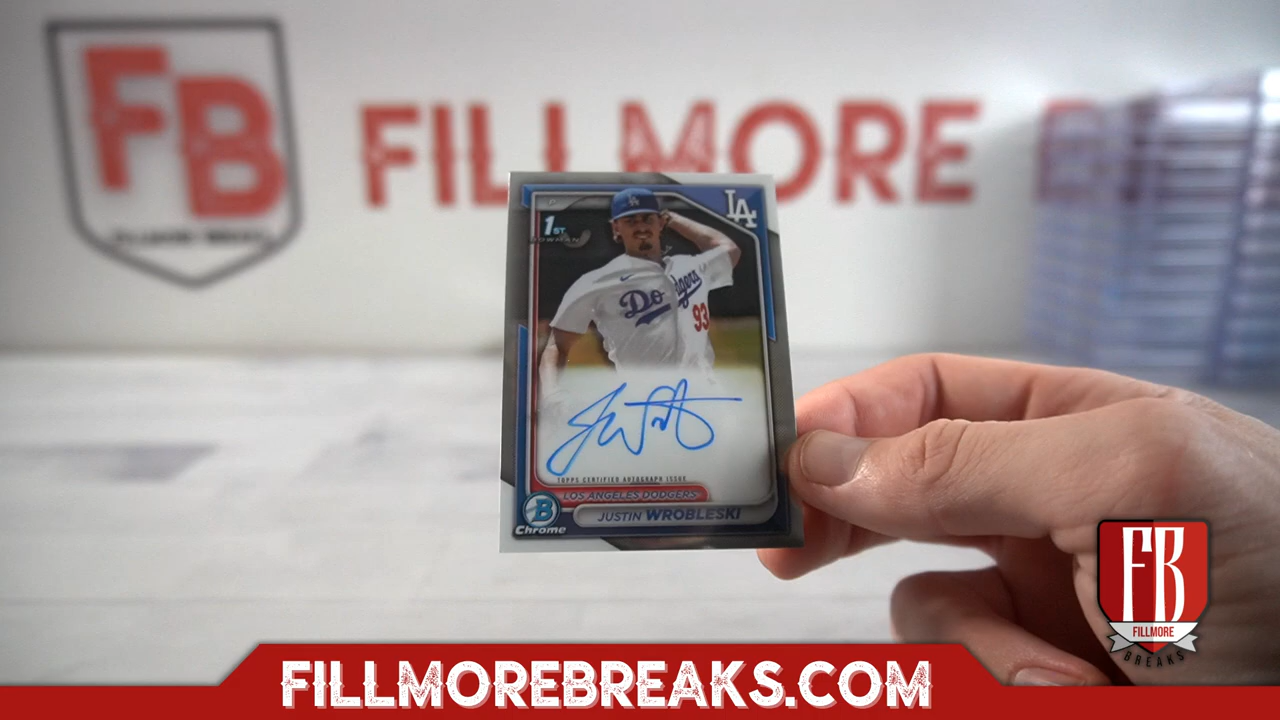 FB
FILLMORE
LA
P
1ST
BOWMAN
Dodgers
93
TOPPS CERTIFIED AUTOGRAPH ISSUE
LOS ANGELES DODGERS
JUSTIN WROBLESKI
B
Chrome
FB
FILLMORE
BREAKS
FILLMOREBREAKS.COM